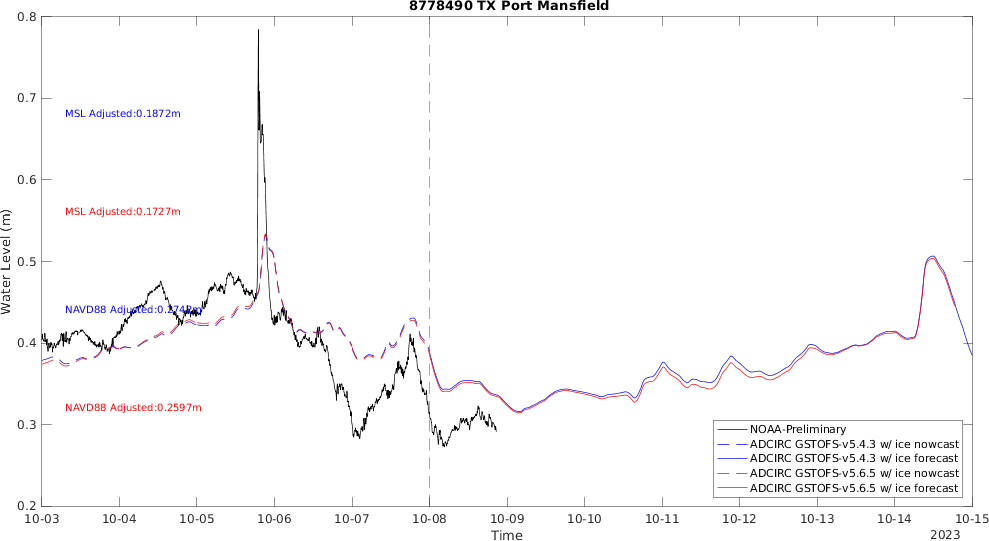 8778490 TX Port Mansfield
Water Level (m)
0.8
0.7
0.6
0.5
0.4
0.3
0.2
MSL Adjusted:0.1872m
MSL Adjusted:0.1727m
NAVD88 Adjusted:0.2742m
NAVD88 Adjusted:0.2597m
NOAA-Preliminary
ADCIRC GSTOFS-v5.4.3 w/ ice nowcast
ADCIRC GSTOFS-v5.4.3 w/ ice forecast
ADCIRC GSTOFS-v5.6.5 w/ ice nowcast
ADCIRC GSTOFS-v5.6.5 w/ ice forecast
10-03 10-04 10-05 10-06 10-07 10-08 10-09 10-10 10-11 10-12 10-13 10-14 10-15
Time
2023